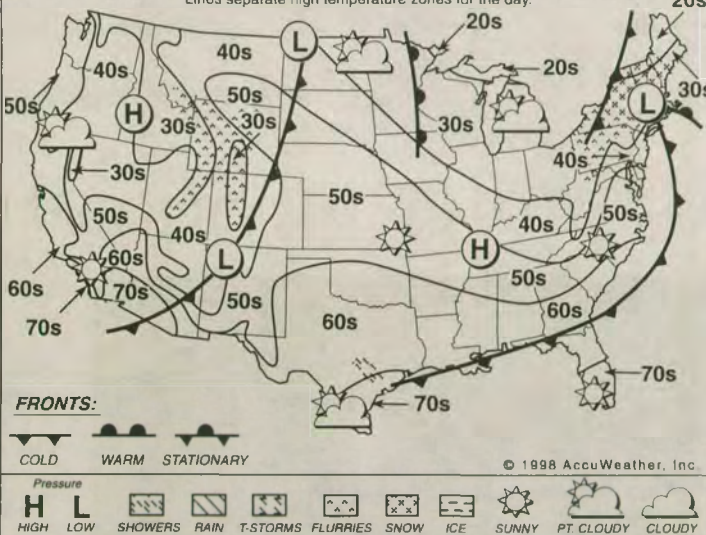 Lines separate high temperature zones for the day.
20s
L
20s
40s
40s
20s
50s
30s
50s
H
30s
30s
30s
L
30s
40s
50s
50s
50s
40s
40s
H
60s
L
50s
60s
70s
50s
60s
60s
70s
70s
70s
FRONTS:
COLD WARM STATIONARY
© 1998 AccuWeather, Inc
Pressure
H L
HIGH LOW SHOWERS RAIN T-STORMS FLURRIES SNOW ICE SUNNY PT. CLOUDY CLOUDY